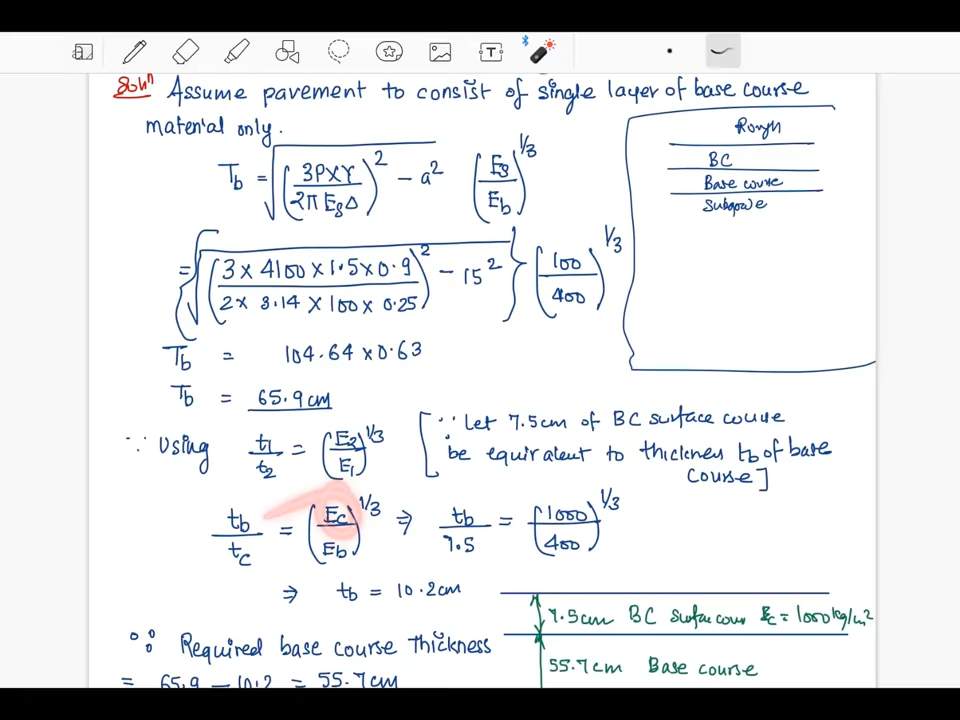 Soln Assume pavement to consist of single layer of base course
material only.
Rough
BC
Base course
Subgrade
Tb = √((3PXY / 2π Es Δ)² − a²) (Es / Eb)^1/3
= {√((3 × 4100 × 1.5 × 0.9 / 2 × 3.14 × 100 × 0.25)² − 15²)} (100 / 400)^1/3
Tb = 104.64 × 0.63
Tb = 65.9 cm
∵ Using t1/t2 = (E2/E1)^1/3 [∵ Let 7.5cm of BC surface course
be equivalent to thickness tb of base
course]
tb/tc = (Ec/Eb)^1/3 ⇒ tb/7.5 = (1000/400)^1/3
⇒ tb = 10.2cm
7.5cm BC surface cour Ec = 1000 kg/cm²
Required base course thickness
55.7cm Base course
= 65.9 − 10.2 = 55.7cm